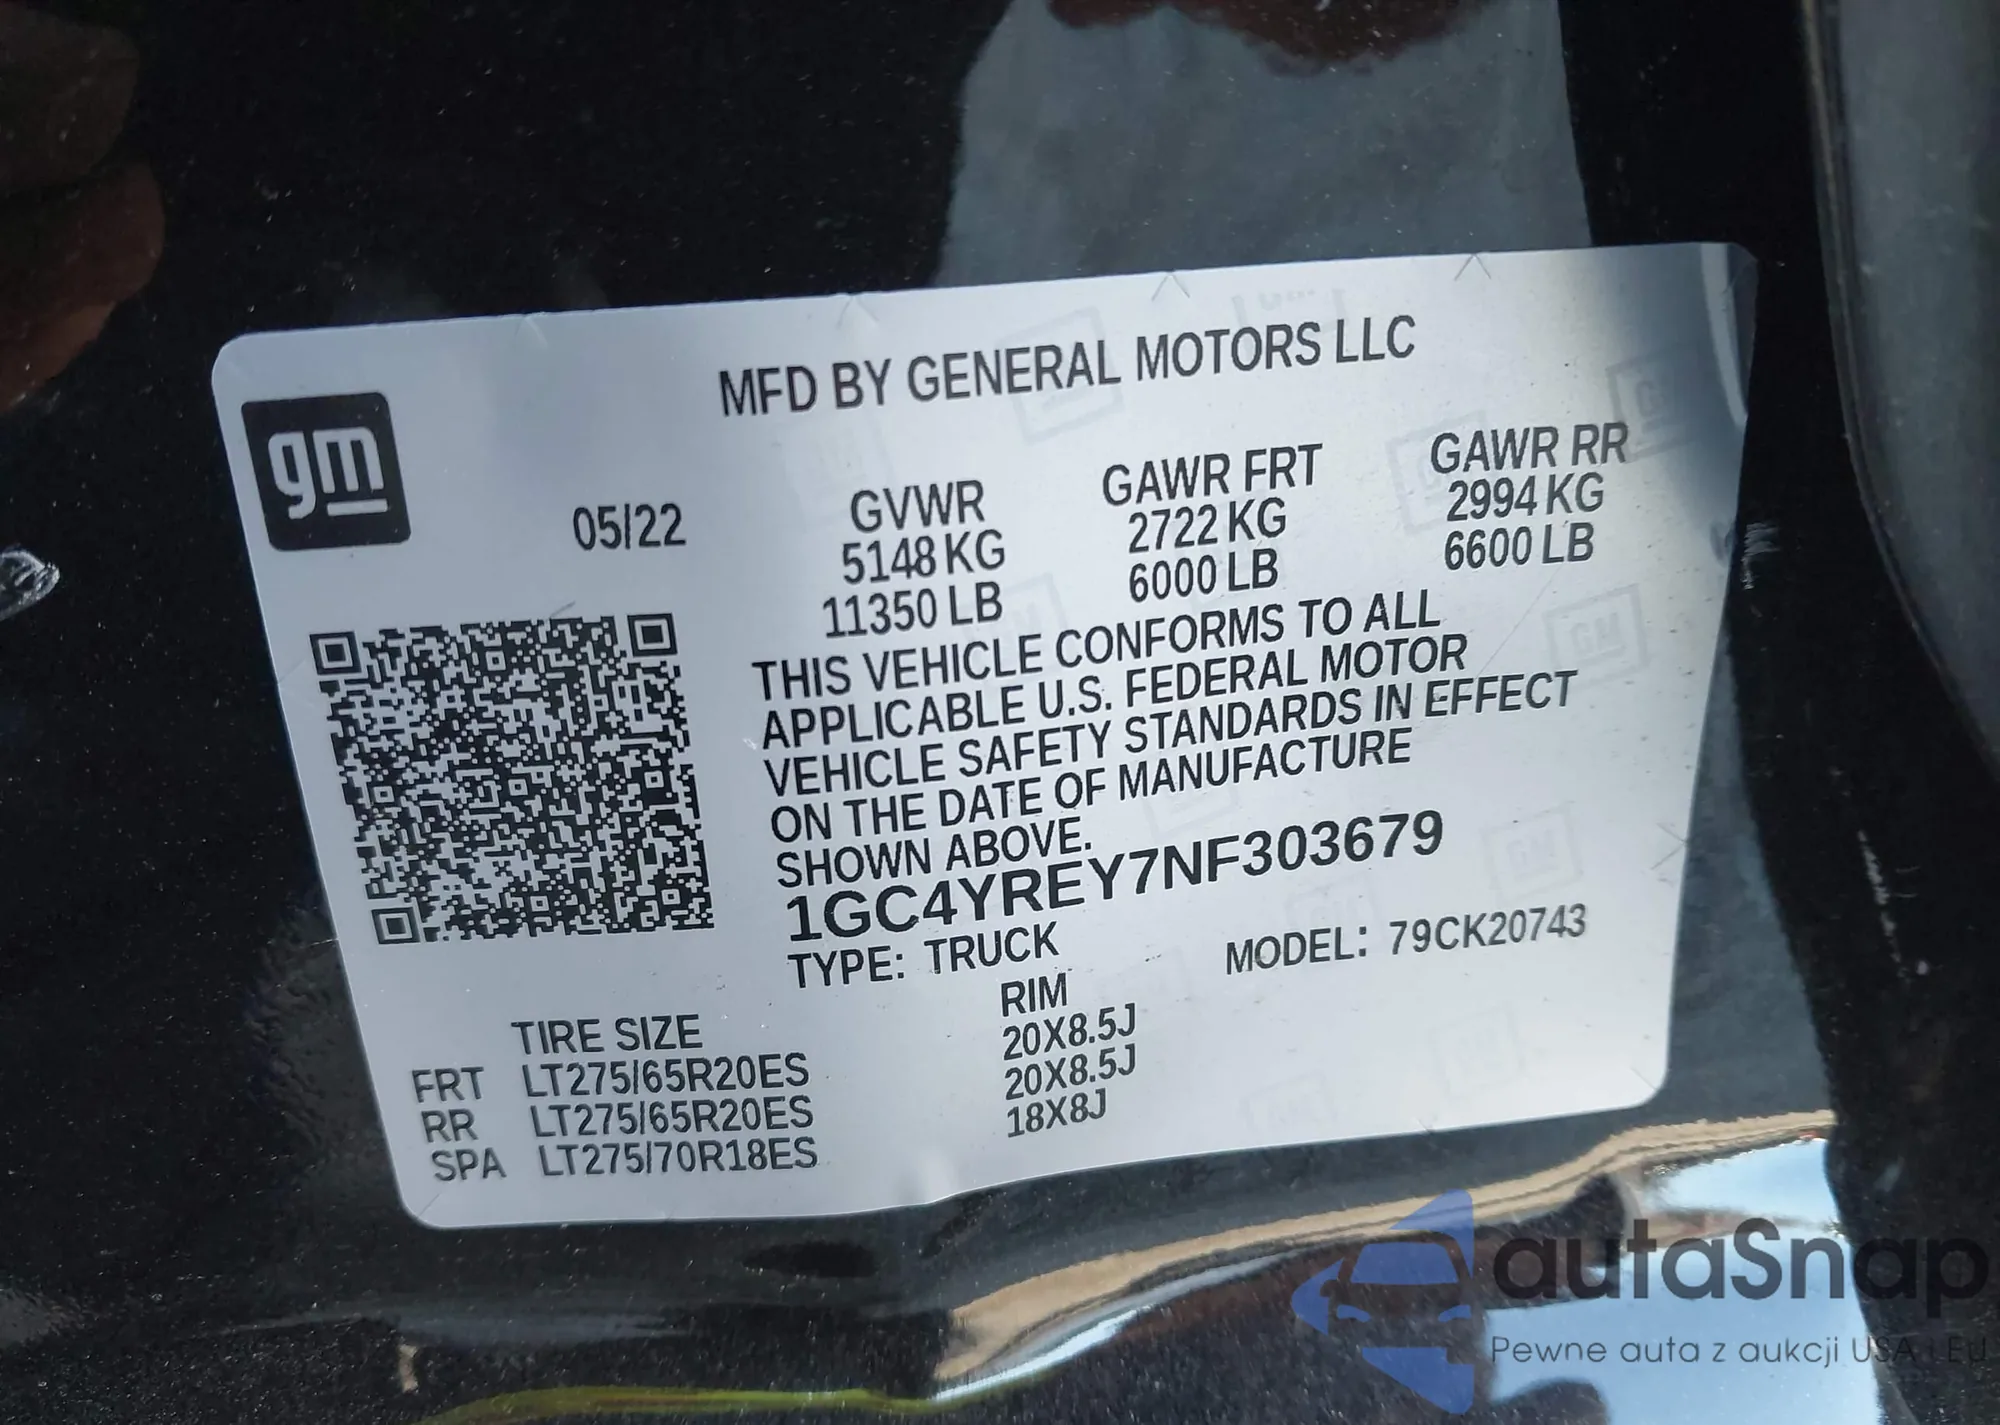 MFD BY GENERAL MOTORS LLC
gm
05/22
GVWR GAWR FRT GAWR RR
5148 KG 2722 KG 2994 KG
11350 LB 6000 LB 6600 LB
THIS VEHICLE CONFORMS TO ALL
APPLICABLE U.S. FEDERAL MOTOR
VEHICLE SAFETY STANDARDS IN EFFECT
ON THE DATE OF MANUFACTURE
SHOWN ABOVE.
1GC4YREY7NF303679
TYPE: TRUCK MODEL: 79CK20743
TIRE SIZE RIM
FRT LT275/65R20ES 20X8.5J
RR LT275/65R20ES 20X8.5J
SPA LT275/70R18ES 18X8J
autaSnap
Pewne auta z aukcji USA i EU